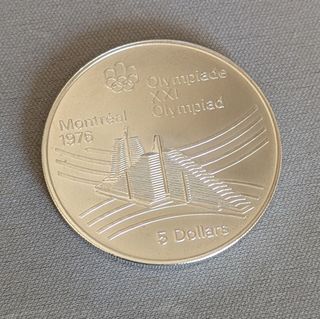 Olympiade
XXI
Olympiad
Montréal
1976
5 Dollars